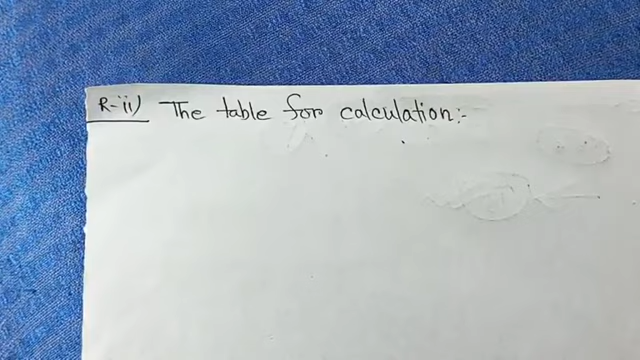 R-ii) The table for calculation:-